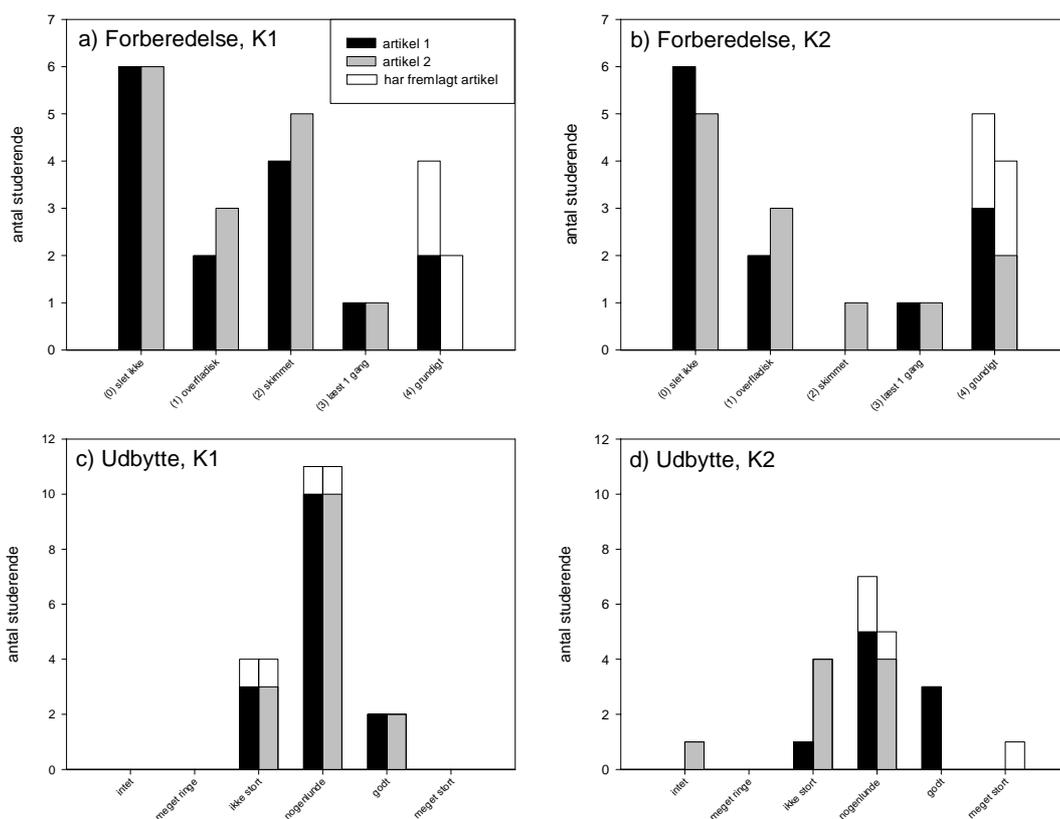 a) Forberedelse, K1
artikel 1
artikel 2
har fremlagt artikel
antal studerende
7
6
5
4
3
2
1
0
(0) slet ikke
(1) overfladisk
(2) skimmet
(3) læst 1 gang
(4) grundigt
b) Forberedelse, K2
antal studerende
7
6
5
4
3
2
1
0
(0) slet ikke
(1) overfladisk
(2) skimmet
(3) læst 1 gang
(4) grundigt
c) Udbytte, K1
antal studerende
12
10
8
6
4
2
0
intet
meget ringe
ikke stort
nogenlunde
godt
meget stort
d) Udbytte, K2
antal studerende
12
10
8
6
4
2
0
intet
meget ringe
ikke stort
nogenlunde
godt
meget stort